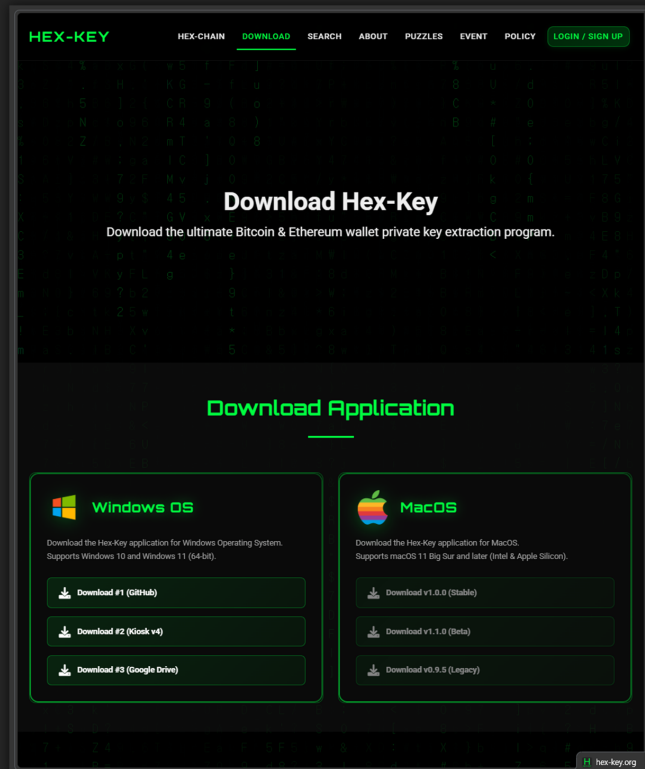 HEX-KEY
HEX-CHAIN DOWNLOAD SEARCH ABOUT PUZZLES EVENT POLICY LOGIN / SIGN UP
Download Hex-Key
Download the ultimate Bitcoin & Ethereum wallet private key extraction program.
Download Application
Windows OS
Download the Hex-Key application for Windows Operating System.
Supports Windows 10 and Windows 11 (64-bit).
Download #1 (GitHub)
Download #2 (Kiosk v4)
Download #3 (Google Drive)
MacOS
Download the Hex-Key application for MacOS.
Supports macOS 11 Big Sur and later (Intel & Apple Silicon).
Download v1.0.0 (Stable)
Download v1.1.0 (Beta)
Download v0.9.5 (Legacy)
H hex-key.org